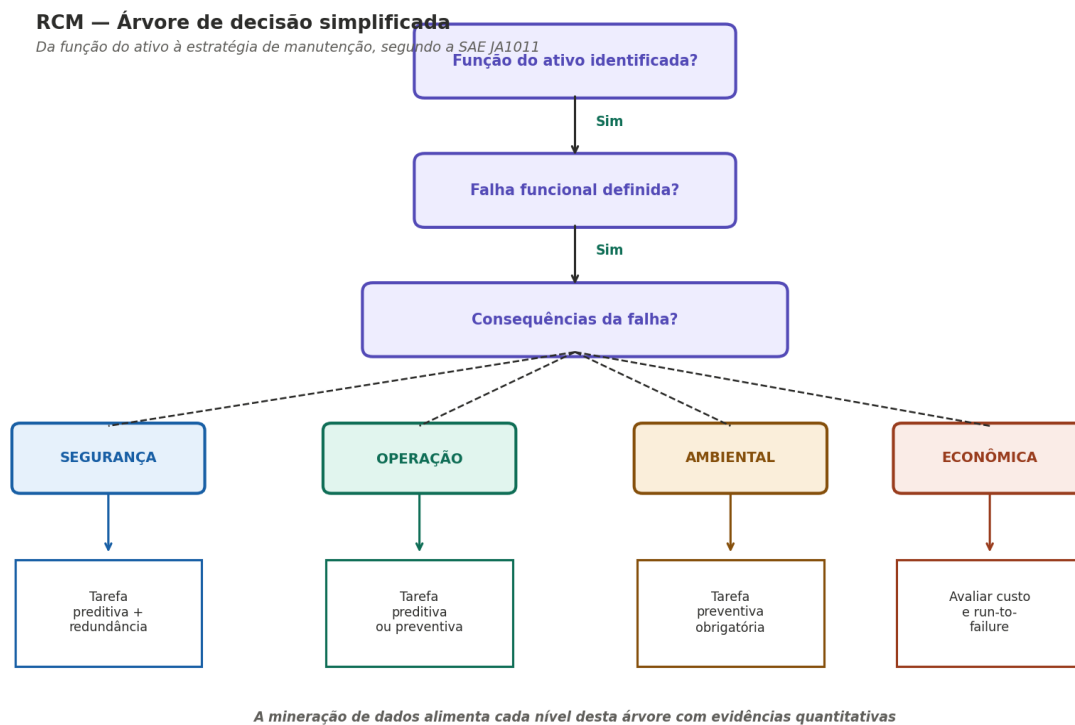 RCM — Árvore de decisão simplificada
Da função do ativo à estratégia de manutenção, segundo a SAE JA1011
Função do ativo identificada?
Sim
Falha funcional definida?
Sim
Consequências da falha?
SEGURANÇA
OPERAÇÃO
AMBIENTAL
ECONÔMICA
Tarefa
preditiva +
redundância
Tarefa
preditiva
ou preventiva
Tarefa
preventiva
obrigatória
Avaliar custo
e run-to-
failure
A mineração de dados alimenta cada nível desta árvore com evidências quantitativas